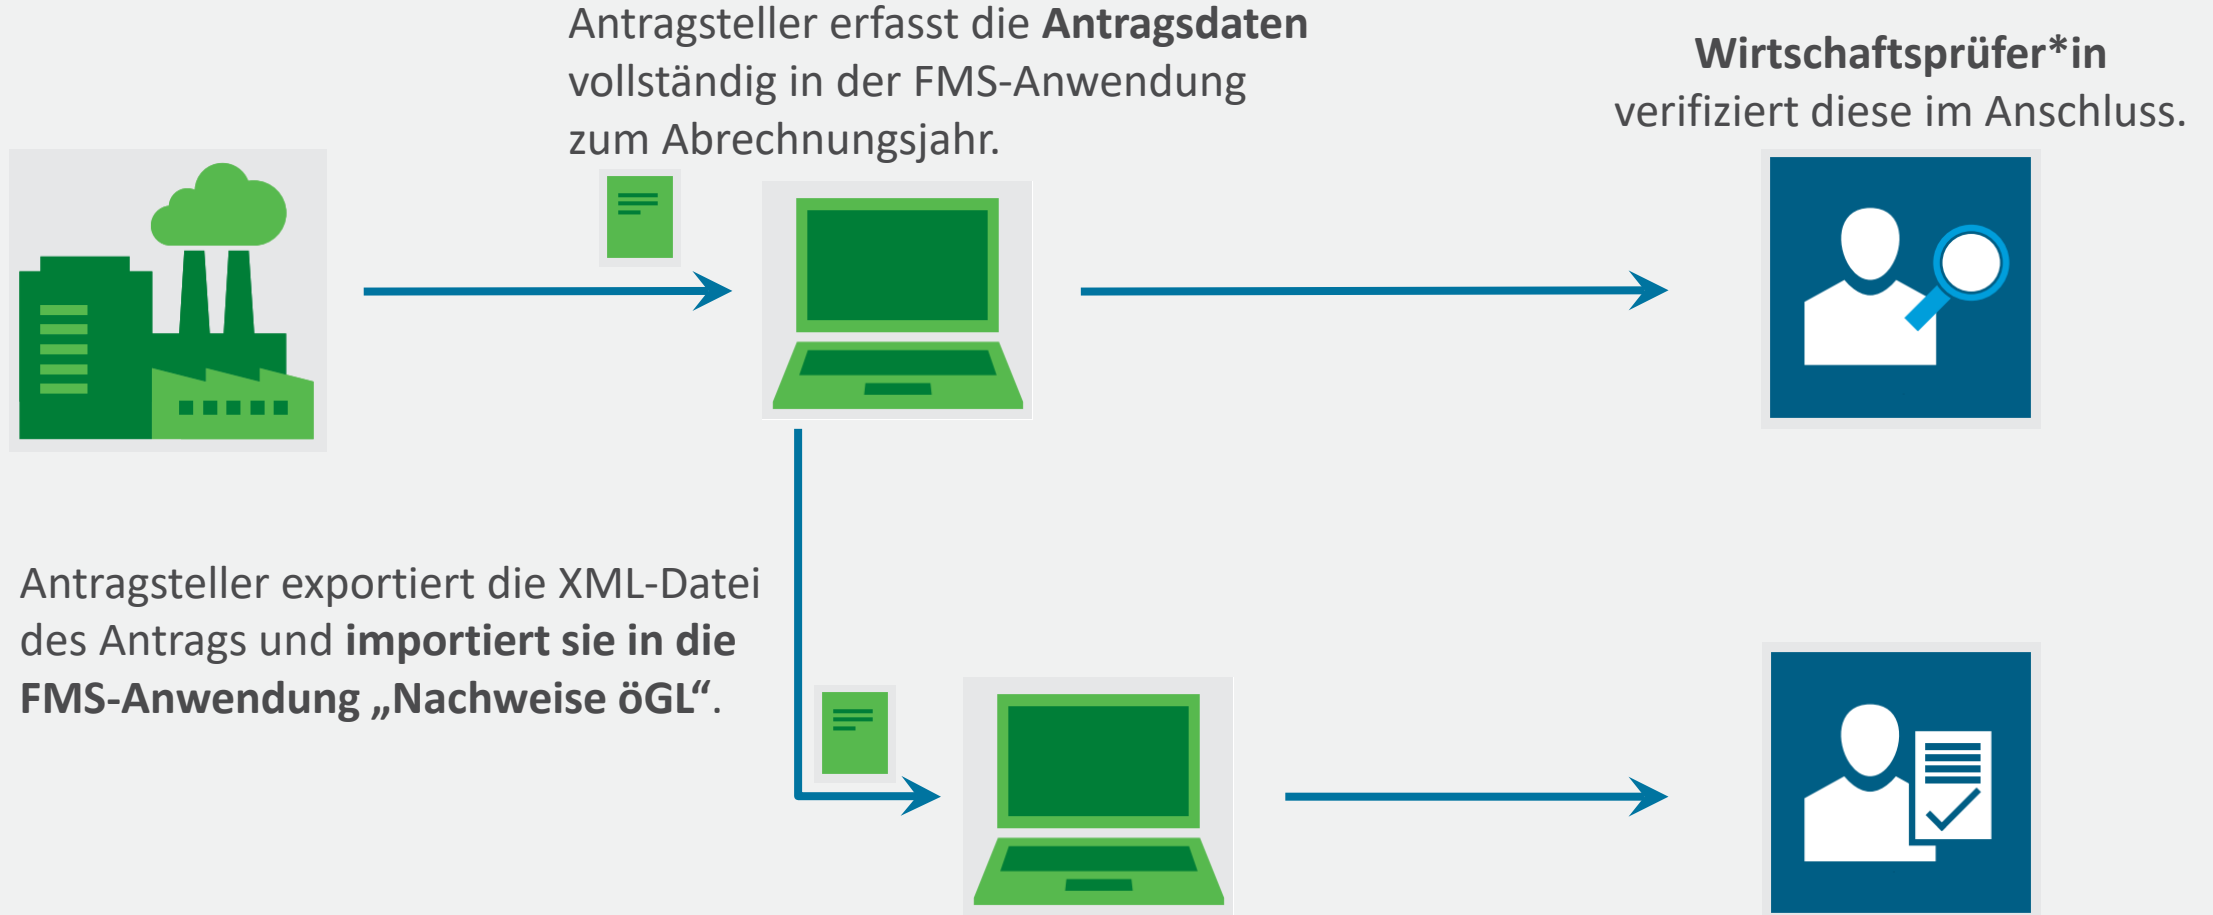 Antragsteller erfasst die Antragsdaten
vollständig in der FMS-Anwendung
zum Abrechnungsjahr.
Wirtschaftsprüfer*in
verifiziert diese im Anschluss.
Antragsteller exportiert die XML-Datei
des Antrags und importiert sie in die
FMS-Anwendung „Nachweise öGL“.